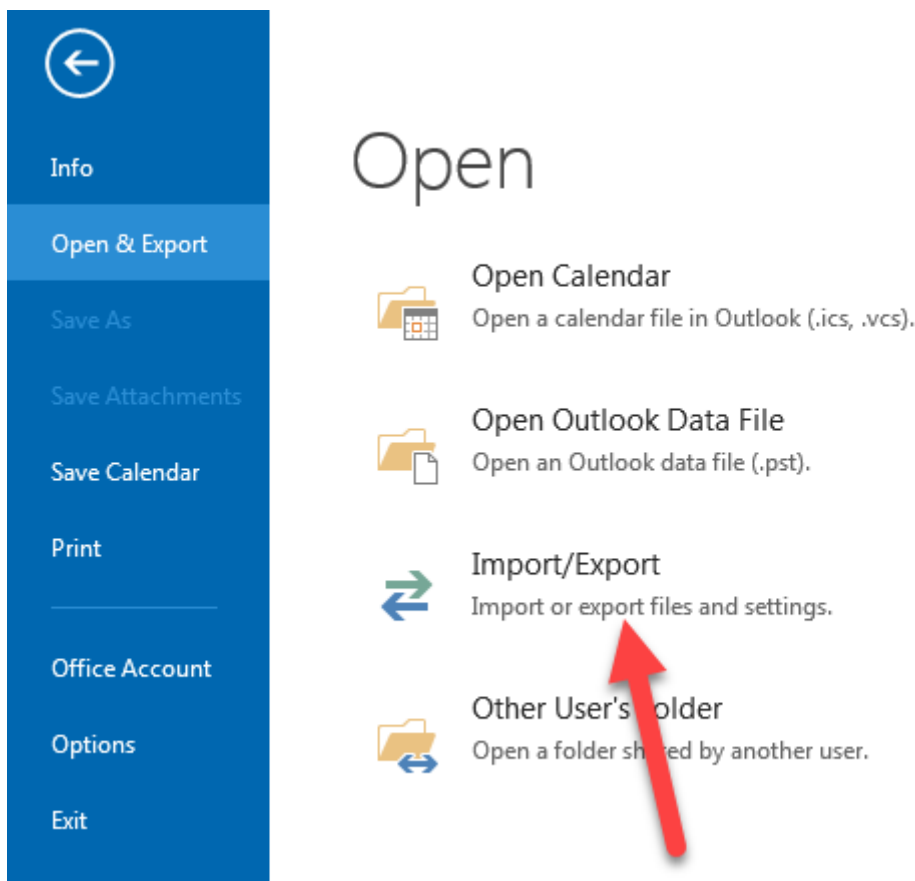 Info
Open & Export
Save As
Save Attachments
Save Calendar
Print
Office Account
Options
Exit
Open
Open Calendar
Open a calendar file in Outlook (.ics, .vcs).
Open Outlook Data File
Open an Outlook data file (.pst).
Import/Export
Import or export files and settings.
Other User's Folder
Open a folder shared by another user.